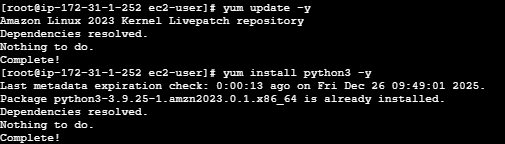 [root@ip-172-31-1-252 ec2-user]# yum update -y
Amazon Linux 2023 Kernel Livepatch repository
Dependencies resolved.
Nothing to do.
Complete!
[root@ip-172-31-1-252 ec2-user]# yum install python3 -y
Last metadata expiration check: 0:00:13 ago on Fri Dec 26 09:49:01 2025.
Package python3-3.9.25-1.amzn2023.0.1.x86_64 is already installed.
Dependencies resolved.
Nothing to do.
Complete!